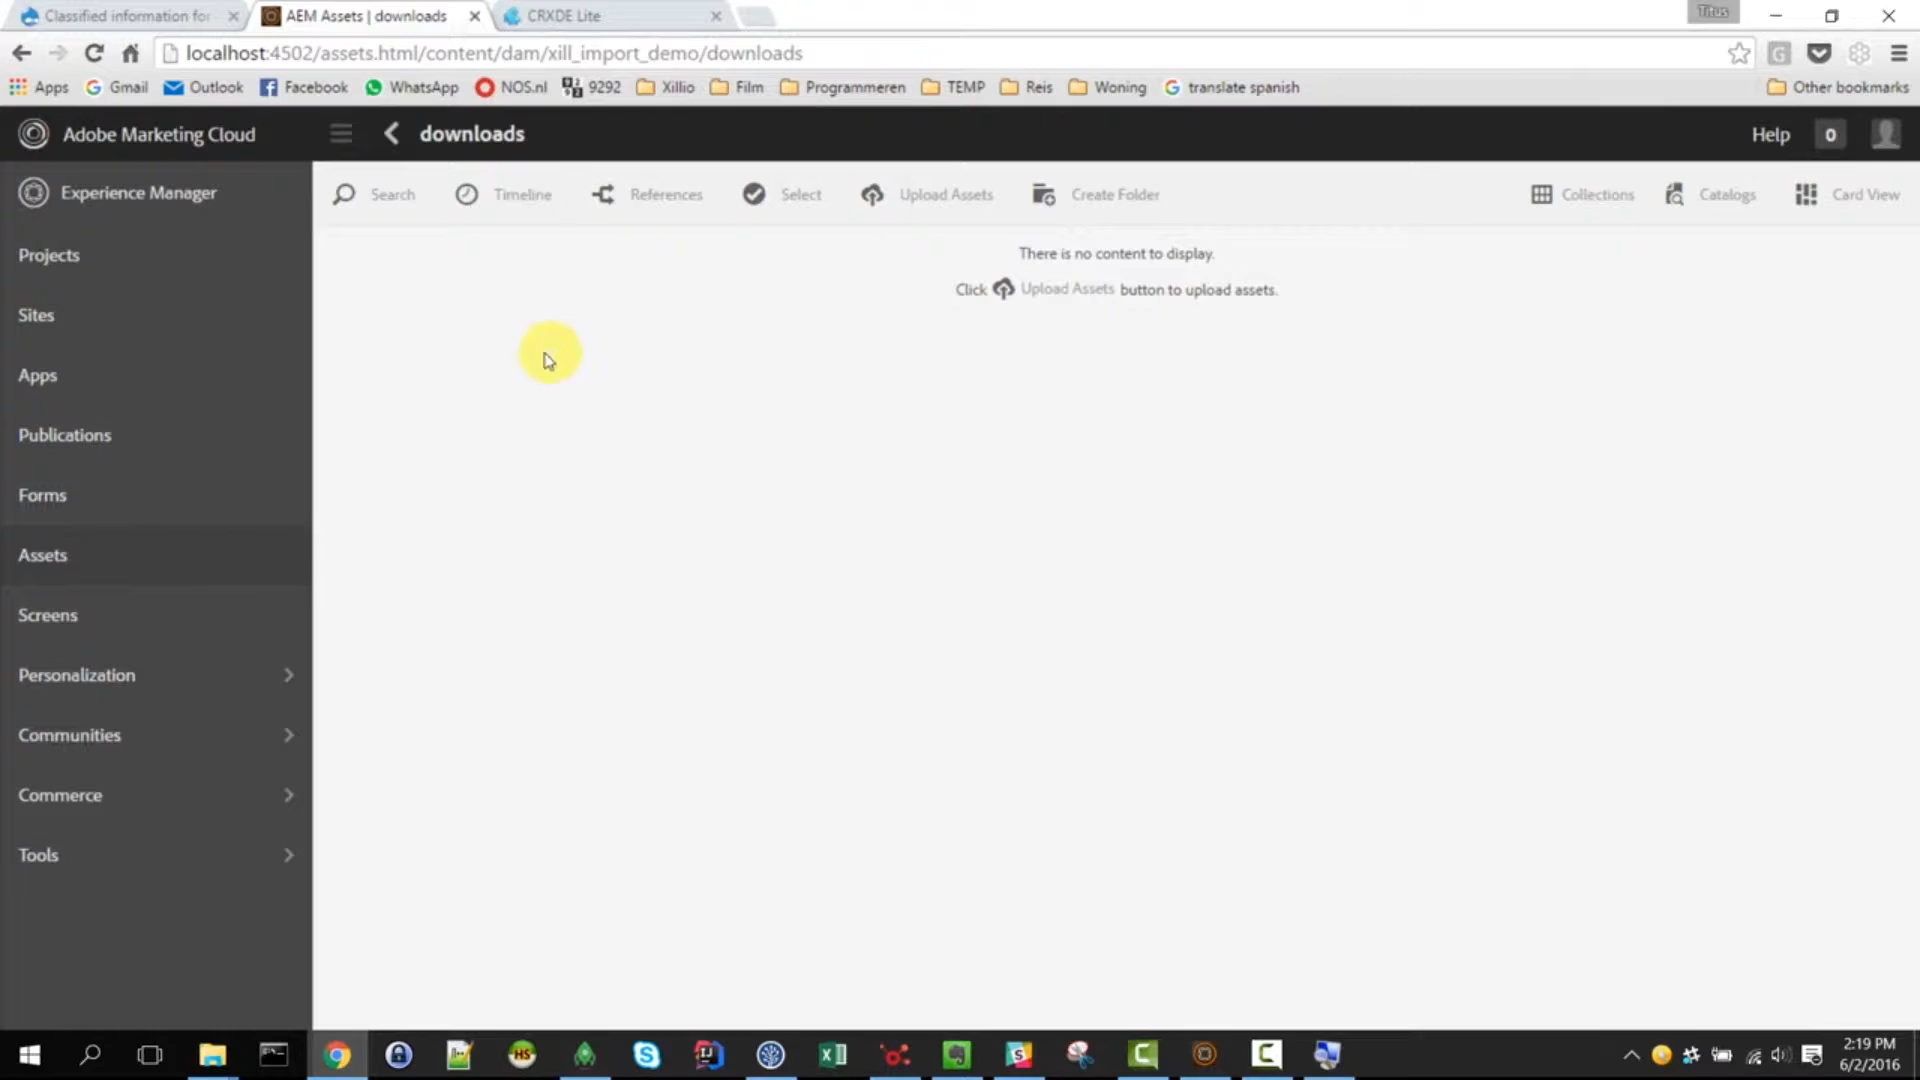 Classified information for
AEM Assets | downloads
CRXDE Lite
Titus
localhost:4502/assets.html/content/dam/xill_import_demo/downloads
Apps Gmail Outlook Facebook WhatsApp NOS.nl 9292 Xillio Film Programmeren TEMP Reis Woning translate spanish Other bookmarks
Adobe Marketing Cloud
downloads
Help 0
Experience Manager
Search Timeline References Select Upload Assets Create Folder Collections Catalogs Card View
There is no content to display.
Click Upload Assets button to upload assets.
Projects
Sites
Apps
Publications
Forms
Assets
Screens
Personalization
Communities
Commerce
Tools
2:19 PM
6/2/2016